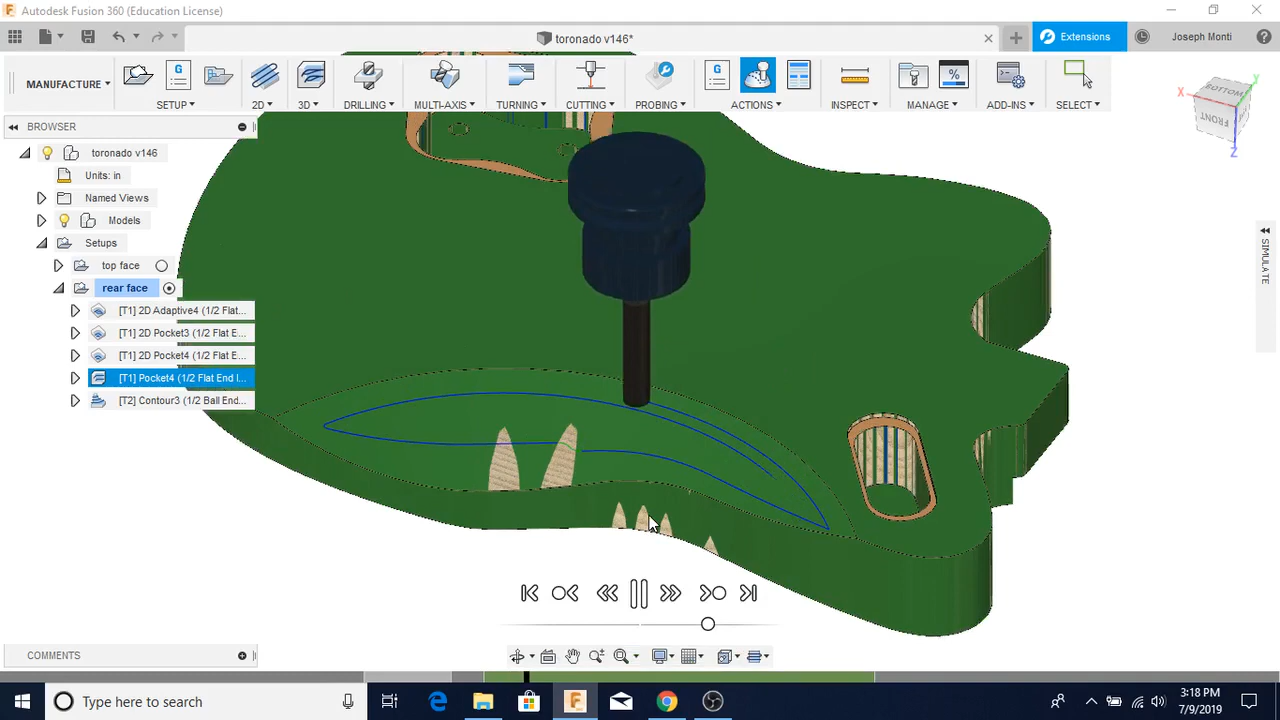 Autodesk Fusion 360 (Education License)
toronado v146*
Extensions
Joseph Monti
MANUFACTURE
SETUP
2D
3D
DRILLING
MULTI-AXIS
TURNING
CUTTING
PROBING
ACTIONS
INSPECT
MANAGE
ADD-INS
SELECT
BROWSER
toronado v146
Units: in
Named Views
Models
Setups
top face
rear face
[T1] 2D Adaptive4 (1/2 Flat...
[T1] 2D Pocket3 (1/2 Flat E...
[T1] 2D Pocket4 (1/2 Flat E...
[T1] Pocket4 (1/2 Flat End I...
[T2] Contour3 (1/2 Ball End...
BOTTOM
FRONT
X
Y
Z
SIMULATE
COMMENTS
Type here to search
3:18 PM
7/9/2019